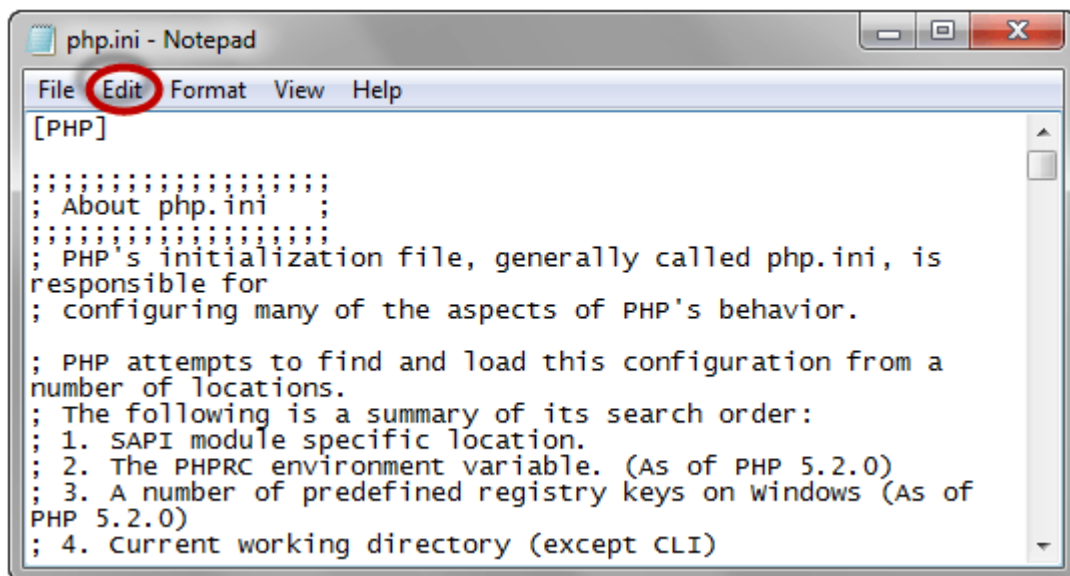 php.ini - Notepad
File Edit Format View Help
[PHP]
;;;;;;;;;;;;;;;;;;;
; About php.ini   ;
;;;;;;;;;;;;;;;;;;;
; PHP's initialization file, generally called php.ini, is
responsible for
; configuring many of the aspects of PHP's behavior.
; PHP attempts to find and load this configuration from a
number of locations.
; The following is a summary of its search order:
; 1. SAPI module specific location.
; 2. The PHPRC environment variable. (As of PHP 5.2.0)
; 3. A number of predefined registry keys on Windows (As of
PHP 5.2.0)
; 4. Current working directory (except CLI)